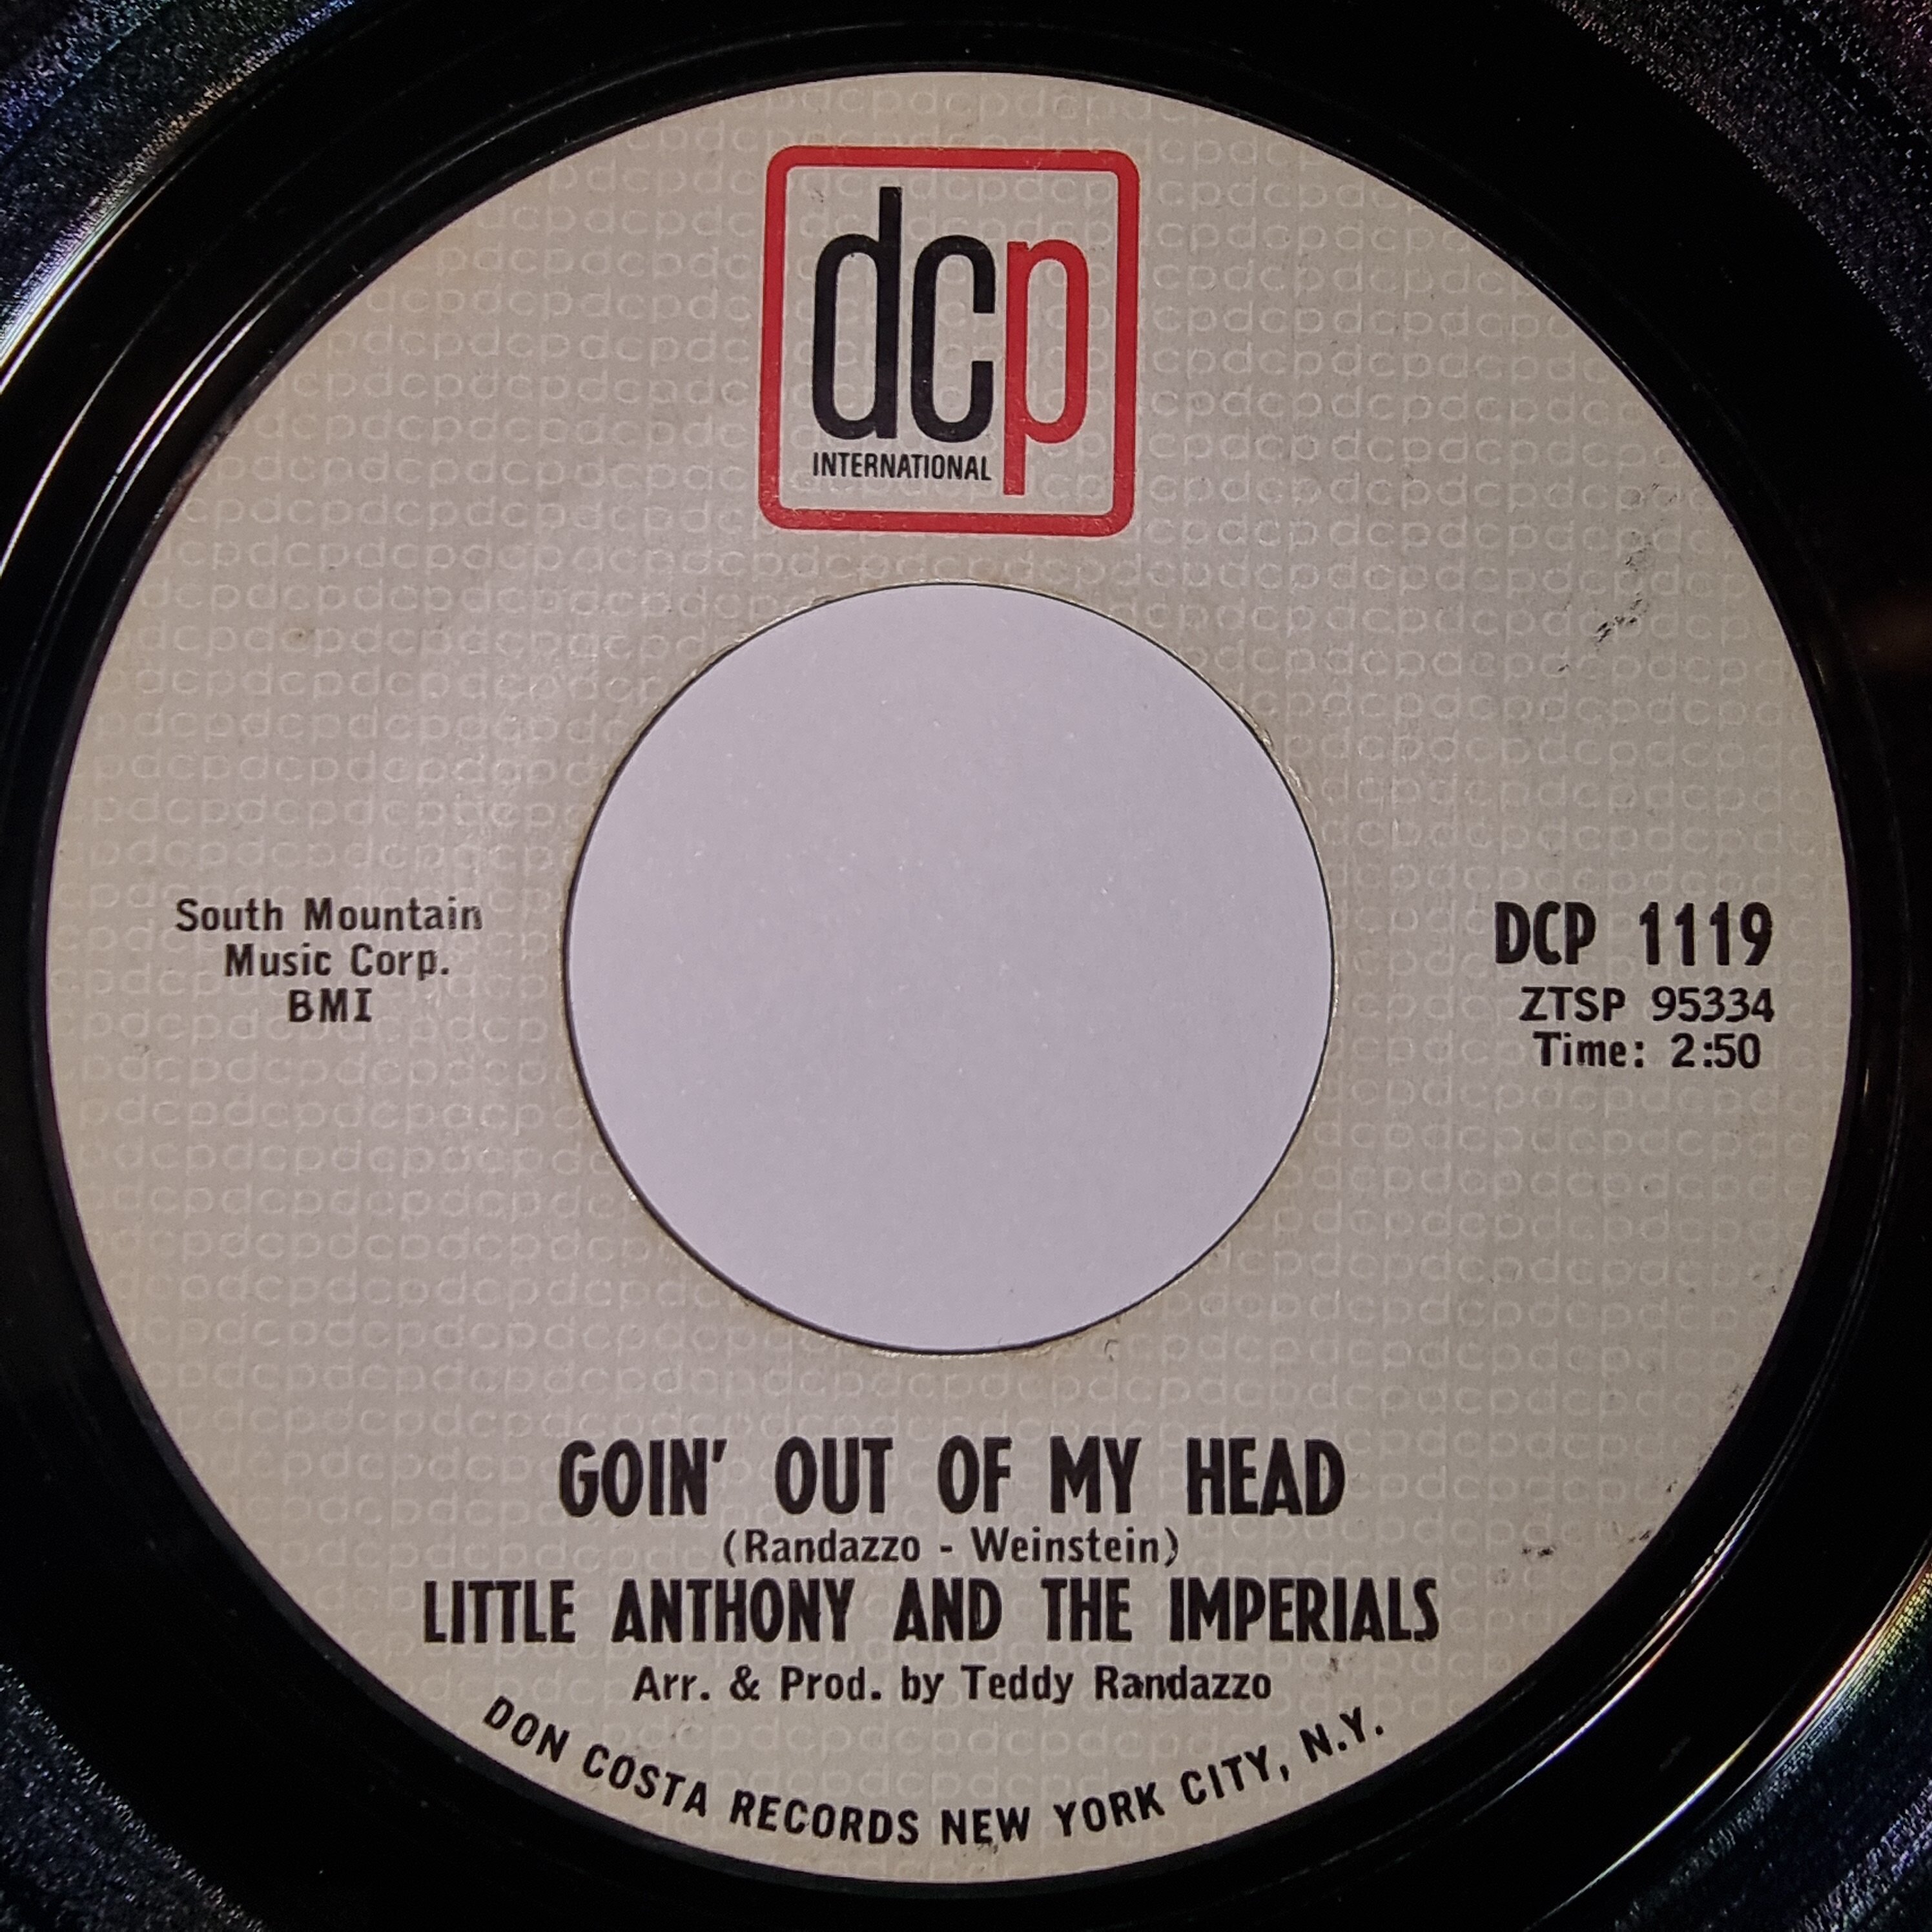 dcp
INTERNATIONAL
South Mountain
Music Corp.
BMI
DCP 1119
ZTSP 95334
Time: 2:50
GOIN' OUT OF MY HEAD
(Randazzo - Weinstein)
LITTLE ANTHONY AND THE IMPERIALS
Arr. & Prod. by Teddy Randazzo
DON COSTA RECORDS NEW YORK CITY, N.Y.